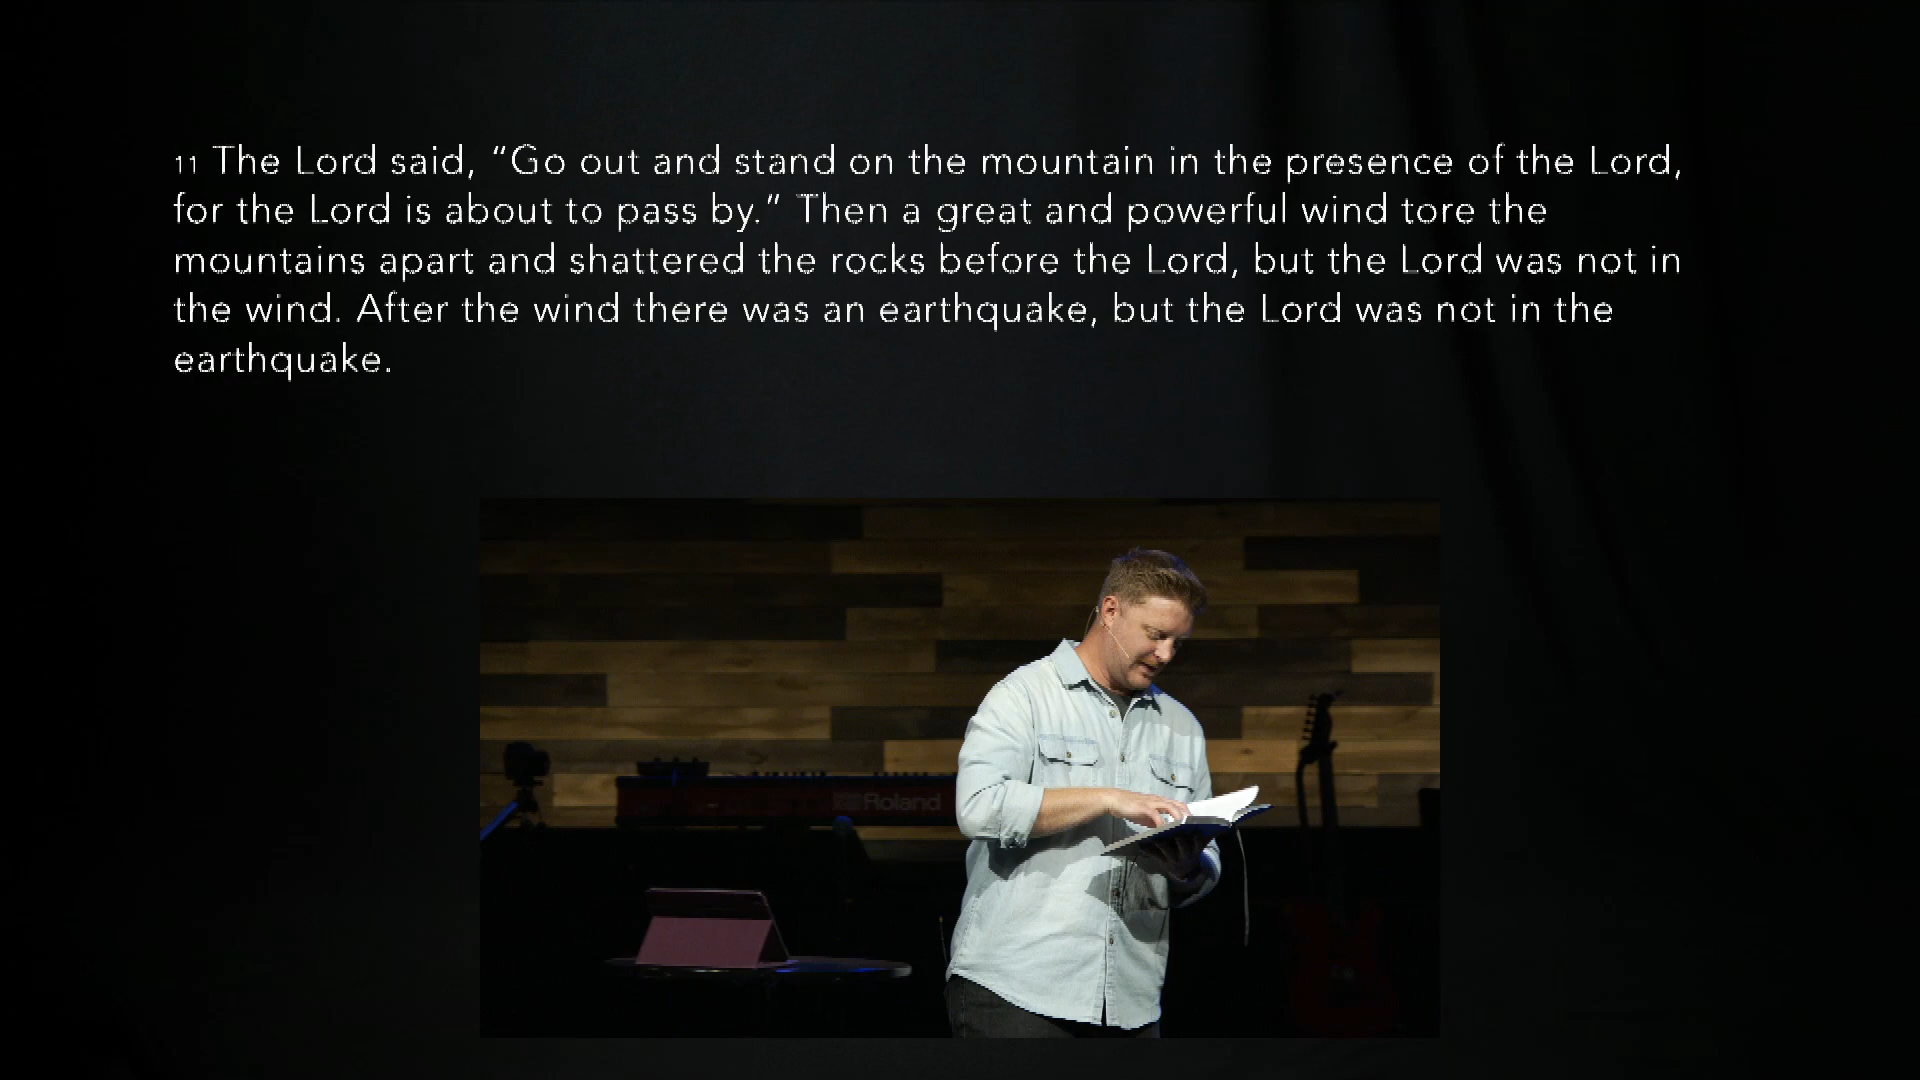 11 The Lord said, “Go out and stand on the mountain in the presence of the Lord,
for the Lord is about to pass by.” Then a great and powerful wind tore the
mountains apart and shattered the rocks before the Lord, but the Lord was not in
the wind. After the wind there was an earthquake, but the Lord was not in the
earthquake.
Roland